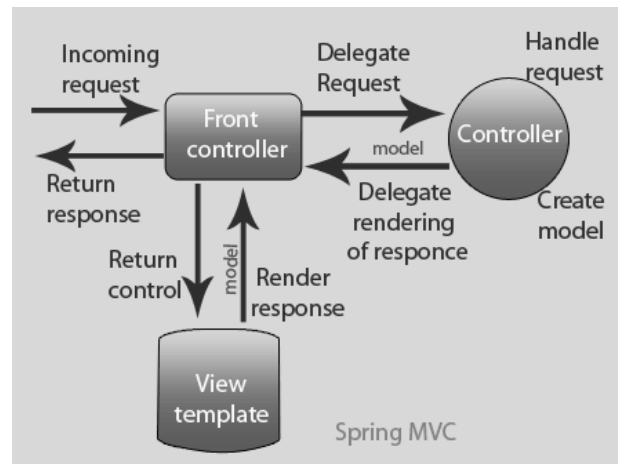 Incoming
request
Delegate
Request
Handle
request
Front
controller
Controller
model
Return
response
Delegate
rendering
of responce
Create
model
Return
control
model
Render
response
View
template
Spring MVC